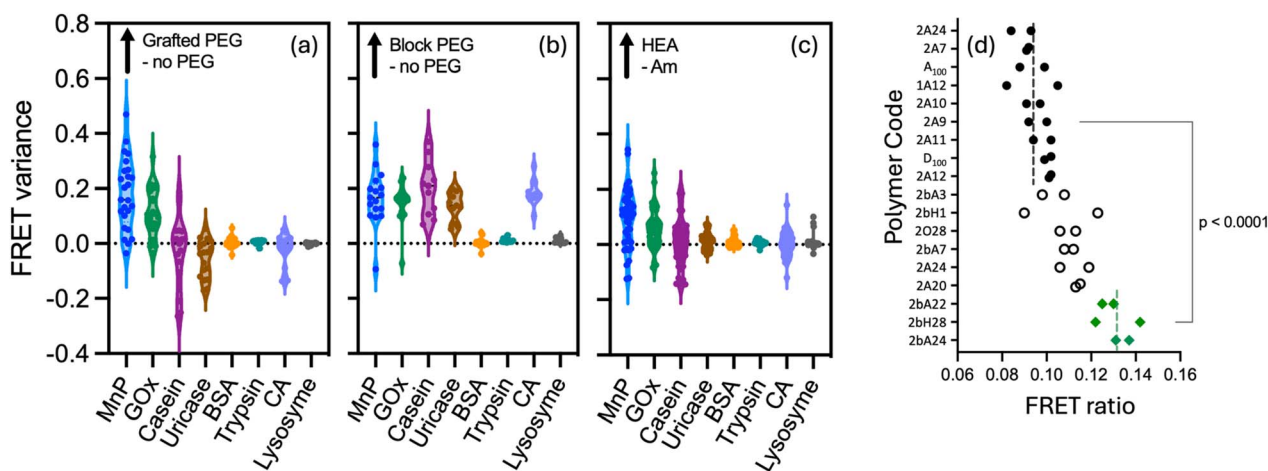 FRET variance
0.8
0.6
0.4
0.2
0.0
-0.2
-0.4
Grafted PEG
- no PEG
(a)
MnP
GOx
Casein
Uricase
BSA
Trypsin
CA
Lysosyme
Block PEG
- no PEG
(b)
MnP
GOx
Casein
Uricase
BSA
Trypsin
CA
Lysosyme
HEA
- Am
(c)
MnP
GOx
Casein
Uricase
BSA
Trypsin
CA
Lysosyme
(d)
Polymer Code
2A24
2A7
A100
1A12
2A10
2A9
2A11
D100
2A12
2bA3
2bH1
2O28
2bA7
2A24
2A20
2bA22
2bH28
2bA24
p < 0.0001
0.06 0.08 0.10 0.12 0.14 0.16
FRET ratio